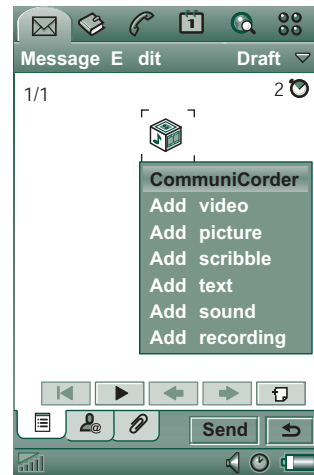 1
Message E dit Draft
1/1 2
CommuniCorder
Add video
Add picture
Add scribble
Add text
Add sound
Add recording
Send